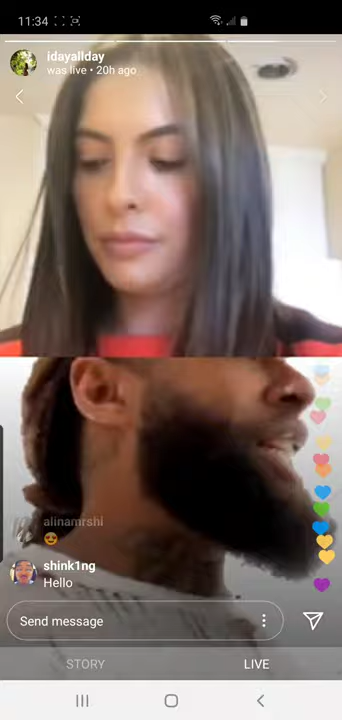 11:34
idayallday
was live • 20h ago
alinamrshi
shink1ng
Hello
Send message
STORY
LIVE